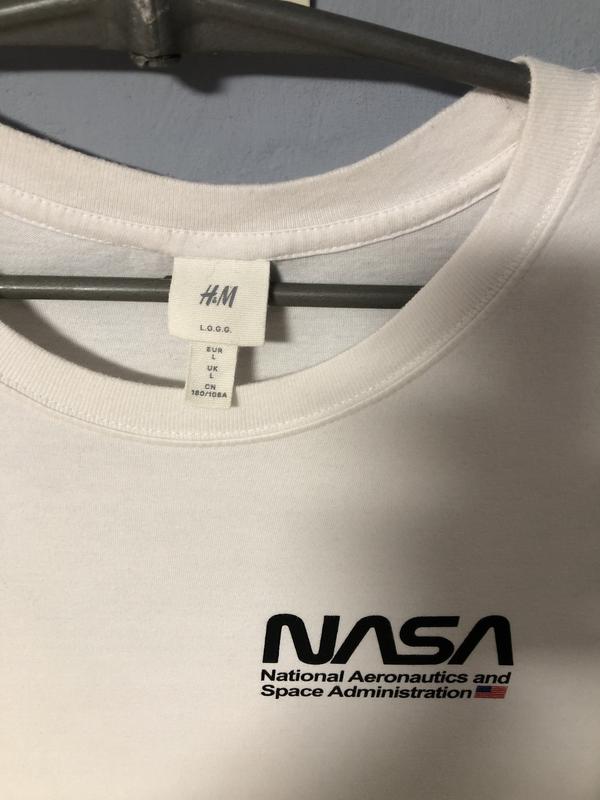 H&M
L.O.G.G.
EUR
L
UK
L
CN
180/108A
NASA
National Aeronautics and
Space Administration